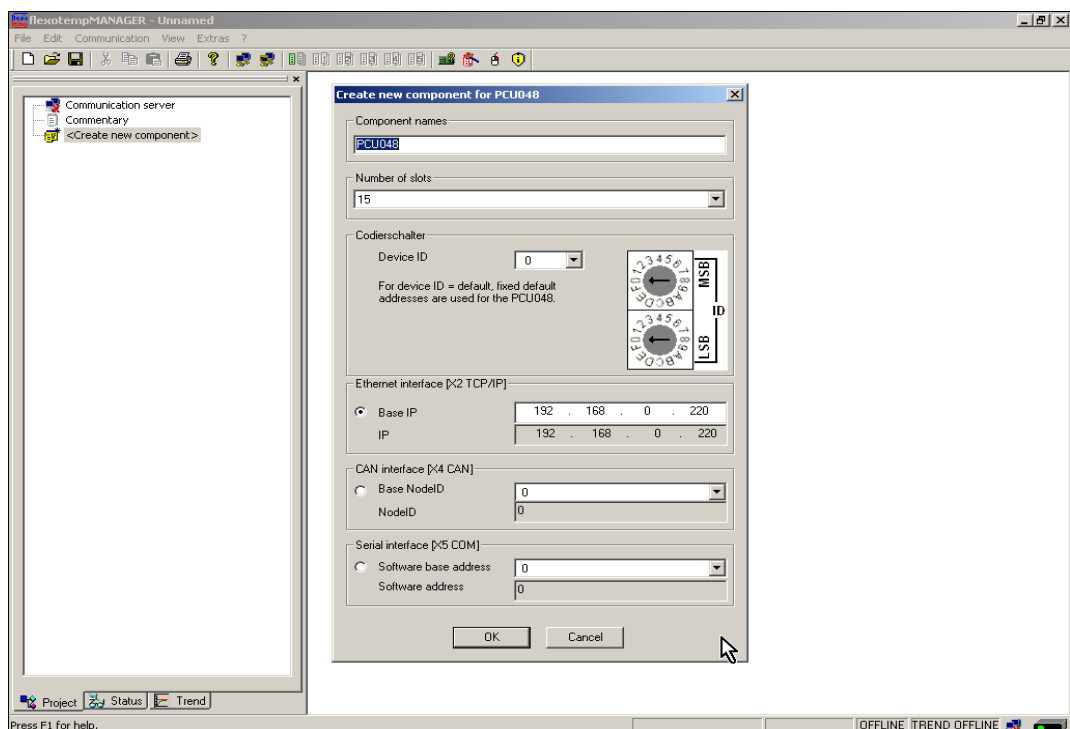 flexotempMANAGER - Unnamed
File Edit Communication View Extras ?
Communication server
Commentary
<Create new component>
Create new component for PCU048
Component names
PCU048
Number of slots
15
Codierschalter
Device ID
0
For device ID = default, fixed default
addresses are used for the PCU048.
MSB
ID
LSB
Ethernet interface [X2 TCP/IP]
Base IP
192 . 168 . 0 . 220
IP
192 . 168 . 0 . 220
CAN interface [X4 CAN]
Base NodeID
0
NodeID
0
Serial interface [X5 COM]
Software base address
0
Software address
0
OK Cancel
Project Status Trend
Press F1 for help.
OFFLINE TREND OFFLINE